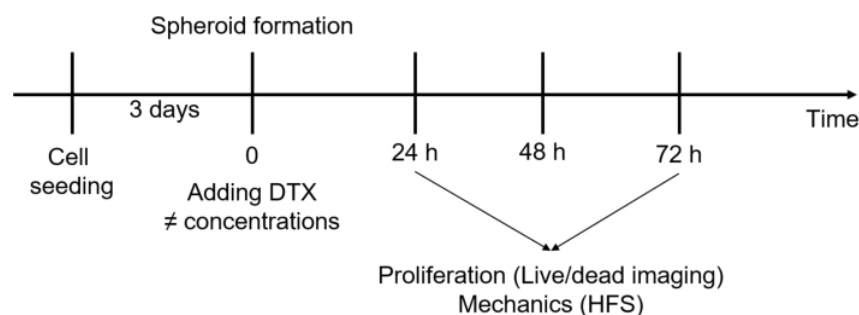 Spheroid formation
3 days
Time
Cell
seeding
0
24 h
48 h
72 h
Adding DTX
≠ concentrations
Proliferation (Live/dead imaging)
Mechanics (HFS)